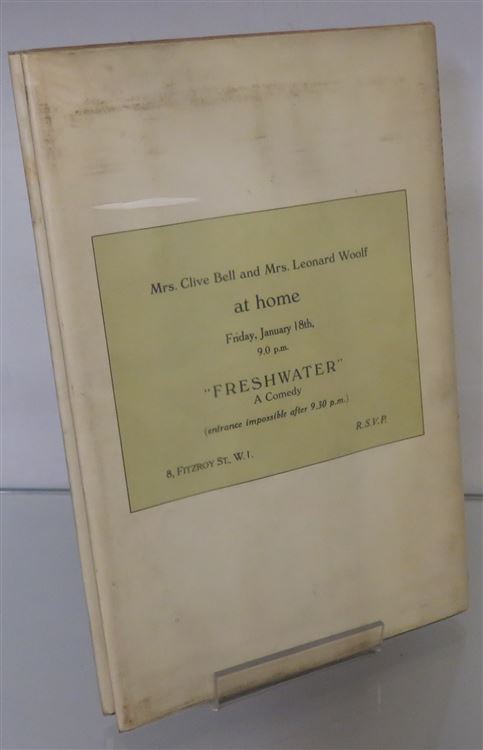 Mrs. Clive Bell and Mrs. Leonard Woolf
at home
Friday, January 18th,
9.0 p.m.
"FRESHWATER"
A Comedy
(entrance impossible after 9.30 p.m.)
R.S.V.P.
8, FITZROY ST., W.1.